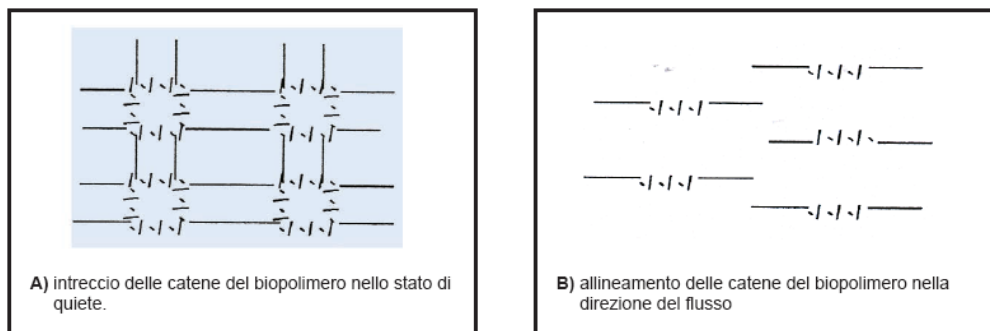 A) intreccio delle catene del biopolimero nello stato di
quiete.
B) allineamento delle catene del biopolimero nella
direzione del flusso